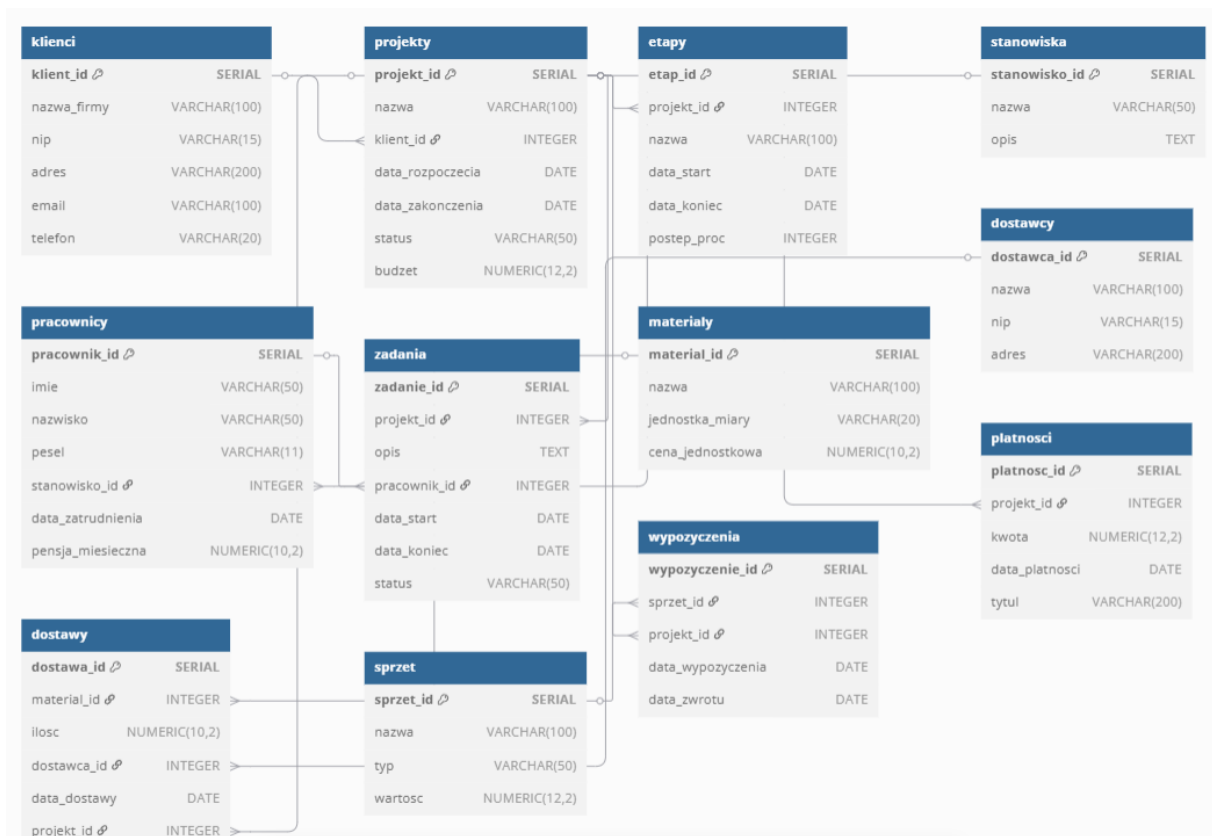 klienci
klient_id SERIAL
nazwa_firmy VARCHAR(100)
nip VARCHAR(15)
adres VARCHAR(200)
email VARCHAR(100)
telefon VARCHAR(20)
projekty
projekt_id SERIAL
nazwa VARCHAR(100)
klient_id INTEGER
data_rozpoczecia DATE
data_zakonczenia DATE
status VARCHAR(50)
budzet NUMERIC(12,2)
etapy
etap_id SERIAL
projekt_id INTEGER
nazwa VARCHAR(100)
data_start DATE
data_koniec DATE
postep_proc INTEGER
stanowiska
stanowisko_id SERIAL
nazwa VARCHAR(50)
opis TEXT
dostawcy
dostawca_id SERIAL
nazwa VARCHAR(100)
nip VARCHAR(15)
adres VARCHAR(200)
pracownicy
pracownik_id SERIAL
imie VARCHAR(50)
nazwisko VARCHAR(50)
pesel VARCHAR(11)
stanowisko_id INTEGER
data_zatrudnienia DATE
pensja_miesieczna NUMERIC(10,2)
zadania
zadanie_id SERIAL
projekt_id INTEGER
opis TEXT
pracownik_id INTEGER
data_start DATE
data_koniec DATE
status VARCHAR(50)
materialy
material_id SERIAL
nazwa VARCHAR(100)
jednostka_miary VARCHAR(20)
cena_jednostkowa NUMERIC(10,2)
platnosci
platnosc_id SERIAL
projekt_id INTEGER
kwota NUMERIC(12,2)
data_platnosci DATE
tytul VARCHAR(200)
wypozyczenia
wypozyczenie_id SERIAL
sprzet_id INTEGER
projekt_id INTEGER
data_wypozyczenia DATE
data_zwrotu DATE
dostawy
dostawa_id SERIAL
material_id INTEGER
ilosc NUMERIC(10,2)
dostawca_id INTEGER
data_dostawy DATE
projekt_id INTEGER
sprzet
sprzet_id SERIAL
nazwa VARCHAR(100)
typ VARCHAR(50)
wartosc NUMERIC(12,2)